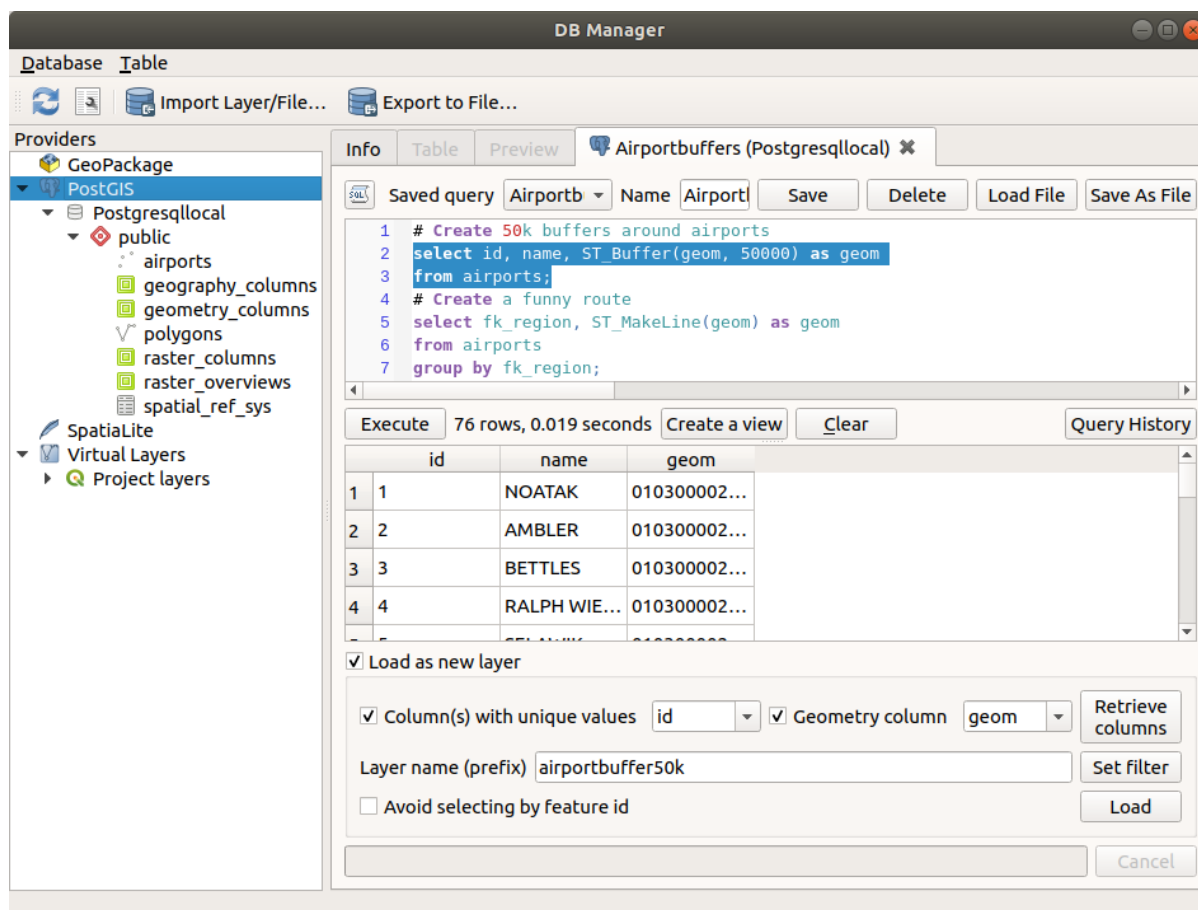 DB Manager
Database Table
Import Layer/File... Export to File...
Providers
GeoPackage
PostGIS
Postgresqllocal
public
airports
geography_columns
geometry_columns
polygons
raster_columns
raster_overviews
spatial_ref_sys
SpatiaLite
Virtual Layers
Project layers
Info Table Preview Airportbuffers (Postgresqllocal)
Saved query Airportb Name Airport Save Delete Load File Save As File
1 # Create 50k buffers around airports
2 select id, name, ST_Buffer(geom, 50000) as geom
3 from airports;
4 # Create a funny route
5 select fk_region, ST_MakeLine(geom) as geom
6 from airports
7 group by fk_region;
Execute 76 rows, 0.019 seconds Create a view Clear Query History
id name geom
1 1 NOATAK 010300002...
2 2 AMBLER 010300002...
3 3 BETTLES 010300002...
4 4 RALPH WIE... 010300002...
Load as new layer
Column(s) with unique values id Geometry column geom Retrieve columns
Layer name (prefix) airportbuffer50k Set filter
Avoid selecting by feature id Load
Cancel